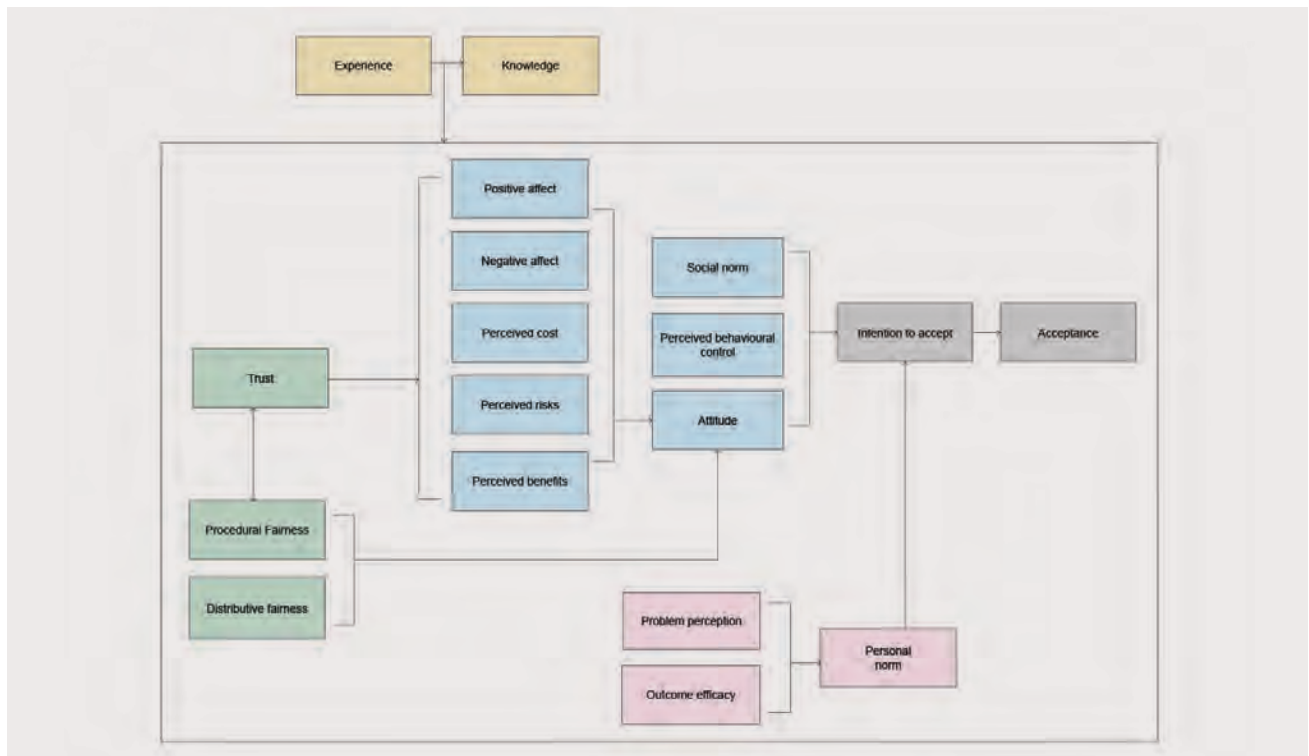 Experience
Knowledge
Positive affect
Negative affect
Perceived cost
Perceived risks
Perceived benefits
Trust
Procedural Fairness
Distributive fairness
Social norm
Perceived behavioural
control
Attitude
Intention to accept
Acceptance
Problem perception
Outcome efficacy
Personal
norm